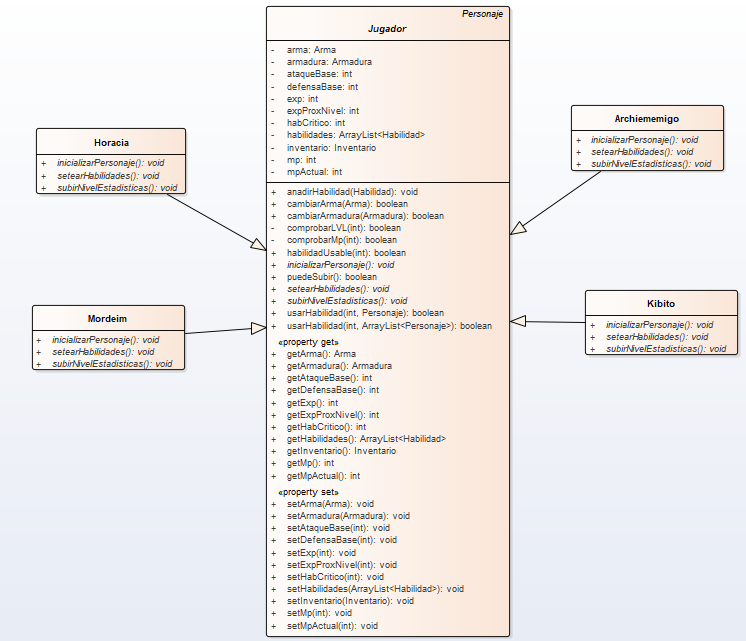 Personaje
Jugador
- arma: Arma
- armadura: Armadura
- ataqueBase: int
- defensaBase: int
- exp: int
- expProxNivel: int
- habCritico: int
- habilidades: ArrayList<Habilidad>
- inventario: Inventario
- mp: int
- mpActual: int
+ anadirHabilidad(Habilidad): void
+ cambiarArma(Arma): boolean
+ cambiarArmadura(Armadura): boolean
- comprobarLVL(int): boolean
- comprobarMp(int): boolean
+ habilidadUsable(int): boolean
+ inicializarPersonaje(): void
+ puedeSubir(): boolean
+ setearHabilidades(): void
+ subirNivelEstadisticas(): void
+ usarHabilidad(int, Personaje): boolean
+ usarHabilidad(int, ArrayList<Personaje>): boolean
«property get»
+ getArma(): Arma
+ getArmadura(): Armadura
+ getAtaqueBase(): int
+ getDefensaBase(): int
+ getExp(): int
+ getExpProxNivel(): int
+ getHabCritico(): int
+ getHabilidades(): ArrayList<Habilidad>
+ getInventario(): Inventario
+ getMp(): int
+ getMpActual(): int
«property set»
+ setArma(Arma): void
+ setArmadura(Armadura): void
+ setAtaqueBase(int): void
+ setDefensaBase(int): void
+ setExp(int): void
+ setExpProxNivel(int): void
+ setHabCritico(int): void
+ setHabilidades(ArrayList<Habilidad>): void
+ setInventario(Inventario): void
+ setMp(int): void
+ setMpActual(int): void
Horacia
+ inicializarPersonaje(): void
+ setearHabilidades(): void
+ subirNivelEstadisticas(): void
Mordeim
+ inicializarPersonaje(): void
+ setearHabilidades(): void
+ subirNivelEstadisticas(): void
Archiememigo
+ inicializarPersonaje(): void
+ setearHabilidades(): void
+ subirNivelEstadisticas(): void
Kibito
+ inicializarPersonaje(): void
+ setearHabilidades(): void
+ subirNivelEstadisticas(): void